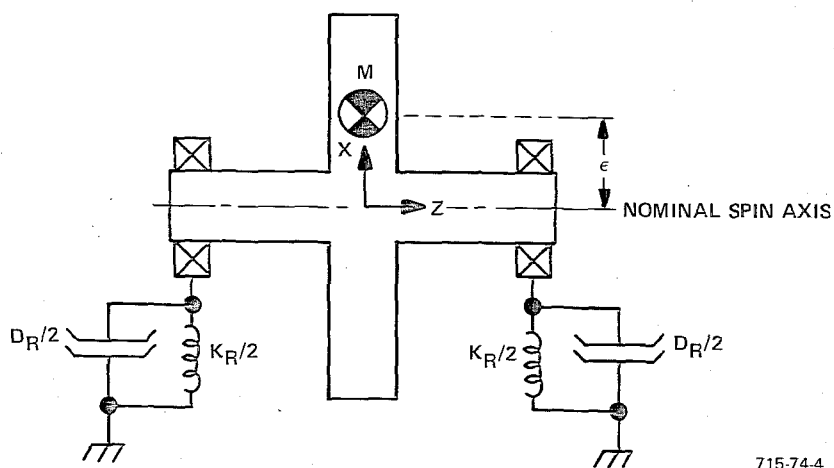 M
X
ϵ
Z
NOMINAL SPIN AXIS
D_R/2
K_R/2
K_R/2
D_R/2
715-74-4